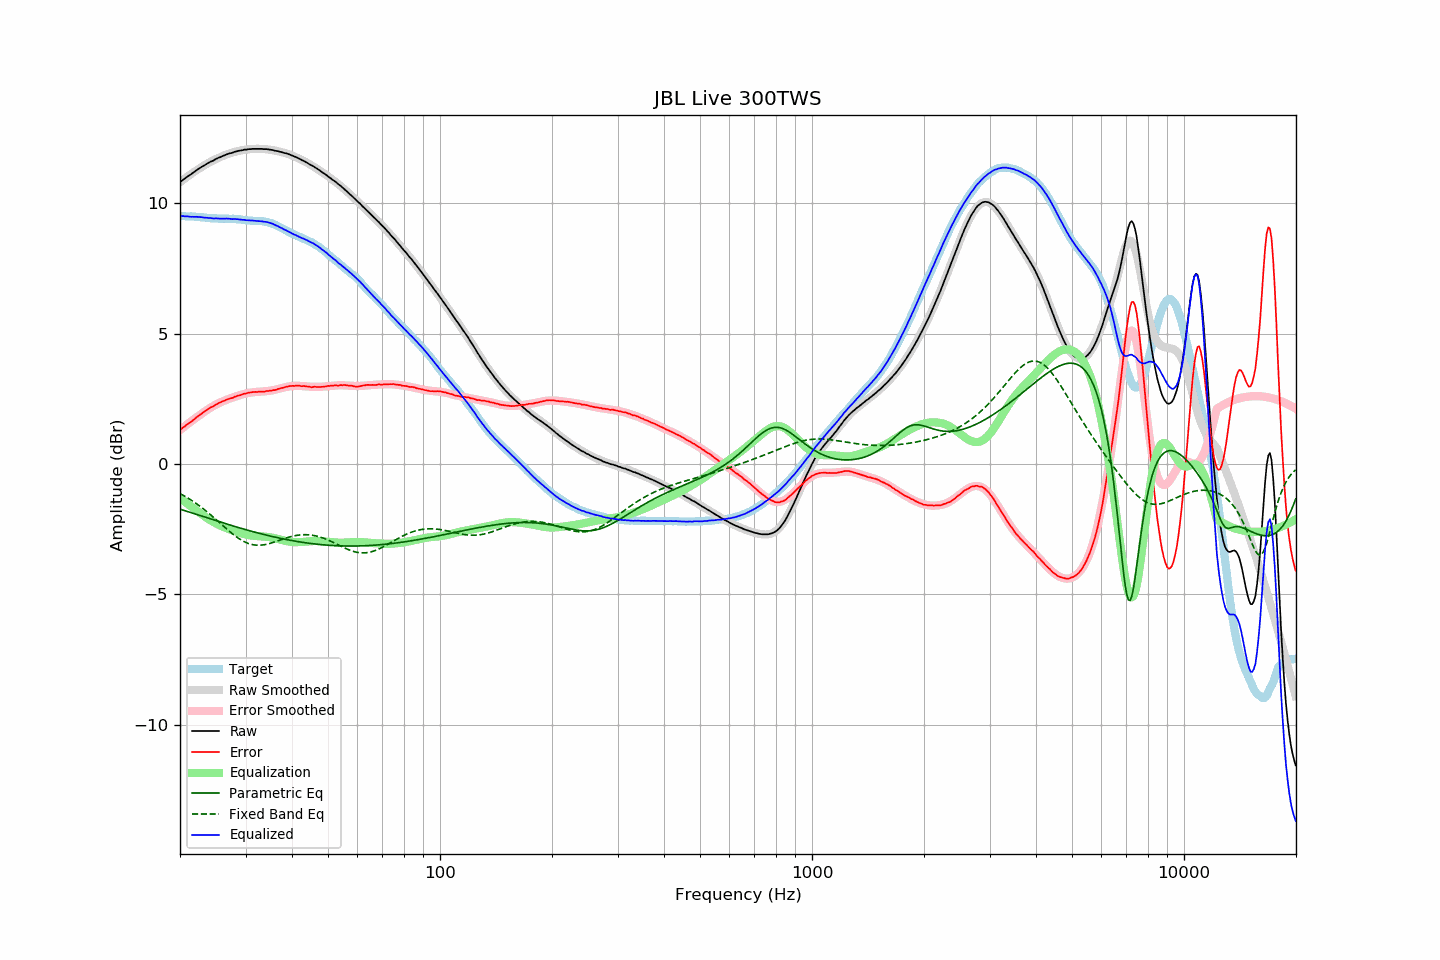 JBL Live 300TWS
Amplitude (dBr)
10
5
0
−5
−10
Target
Raw Smoothed
Error Smoothed
Raw
Error
Equalization
Parametric Eq
Fixed Band Eq
Equalized
100
1000
10000
Frequency (Hz)